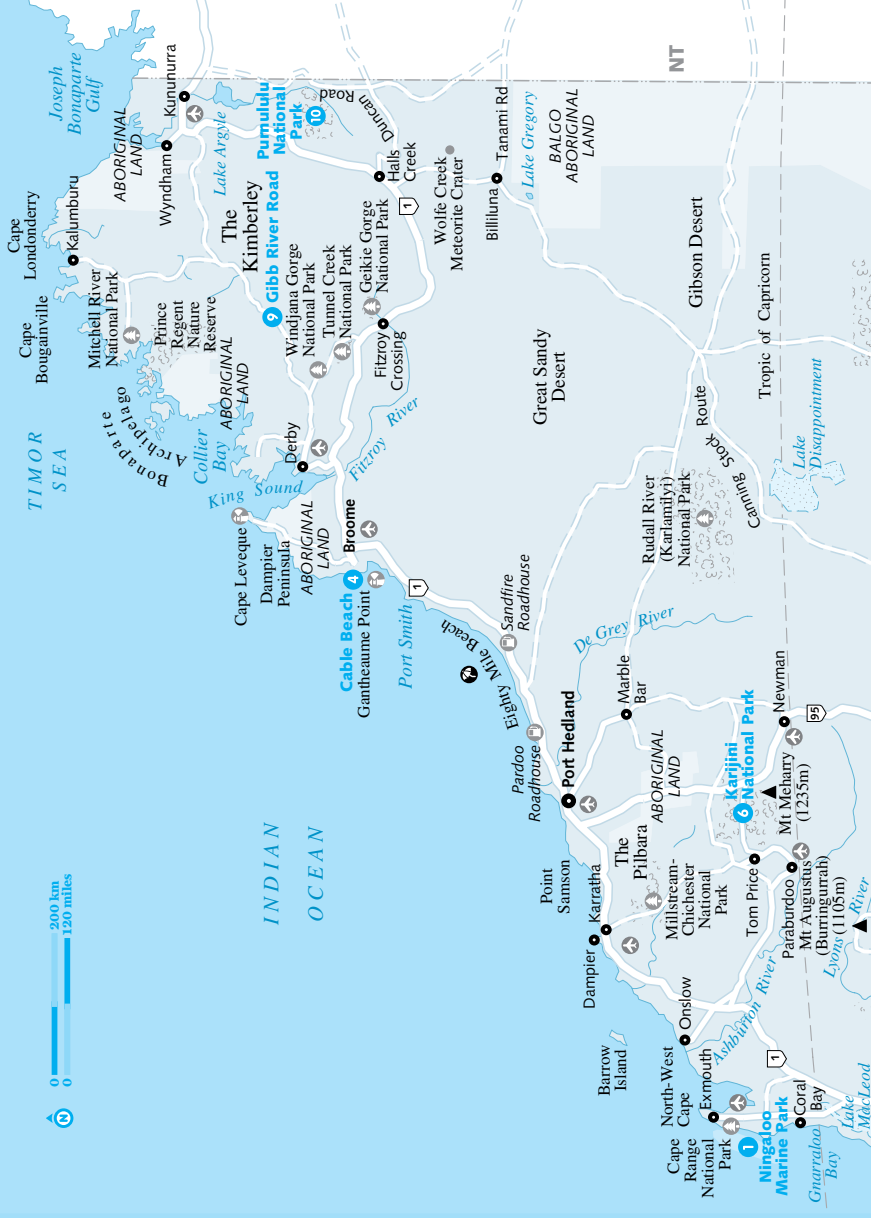 0
200 km
0
120 miles
N
TIMOR
SEA
INDIAN
OCEAN
Joseph
Bonaparte
Gulf
Cape
Londonderry
Cape
Bougainville
Kalumburu
Kununurra
ABORIGINAL
LAND
Wyndham
Lake Argyle
Purnululu
National
Park
10
Duncan Road
Mitchell River
National Park
Prince
Regent
Nature
Reserve
Bonaparte
Archipelago
Collier
Bay
ABORIGINAL
LAND
The
Kimberley
9 Gibb River Road
Windjana Gorge
National Park
Tunnel Creek
National Park
Geikie Gorge
National Park
Halls
Creek
1
Wolfe Creek
Meteorite Crater
Tanami Rd
Billiluna
Lake Gregory
BALGO
ABORIGINAL
LAND
NT
Fitzroy
Crossing
Fitzroy River
Derby
King Sound
Cape Leveque
Dampier
Peninsula
ABORIGINAL
LAND
Broome
Cable Beach 4
Gantheaume Point
Port Smith
1
Eighty Mile Beach
Sandfire
Roadhouse
Great Sandy
Desert
Gibson Desert
Tropic of Capricorn
Canning Stock Route
Lake
Disappointment
Rudall River
(Karlamilyi)
National Park
De Grey River
Pardoo
Roadhouse
Port Hedland
Marble
Bar
Newman
95
ABORIGINAL
LAND
6 Karijini
National Park
Mt Meharry
(1235m)
The
Pilbara
Point
Samson
Karratha
Dampier
Millstream-
Chichester
National
Park
Tom Price
Paraburdoo
Mt Augustus
(Burringurrah)
(1105m)
Lyons River
Ashburton River
Onslow
Barrow
Island
North-West
Cape
Exmouth
Cape
Range
National
Park
1
Ningaloo
Marine Park
1
Coral
Bay
Gnarraloo
Bay
Lake
MacLeod